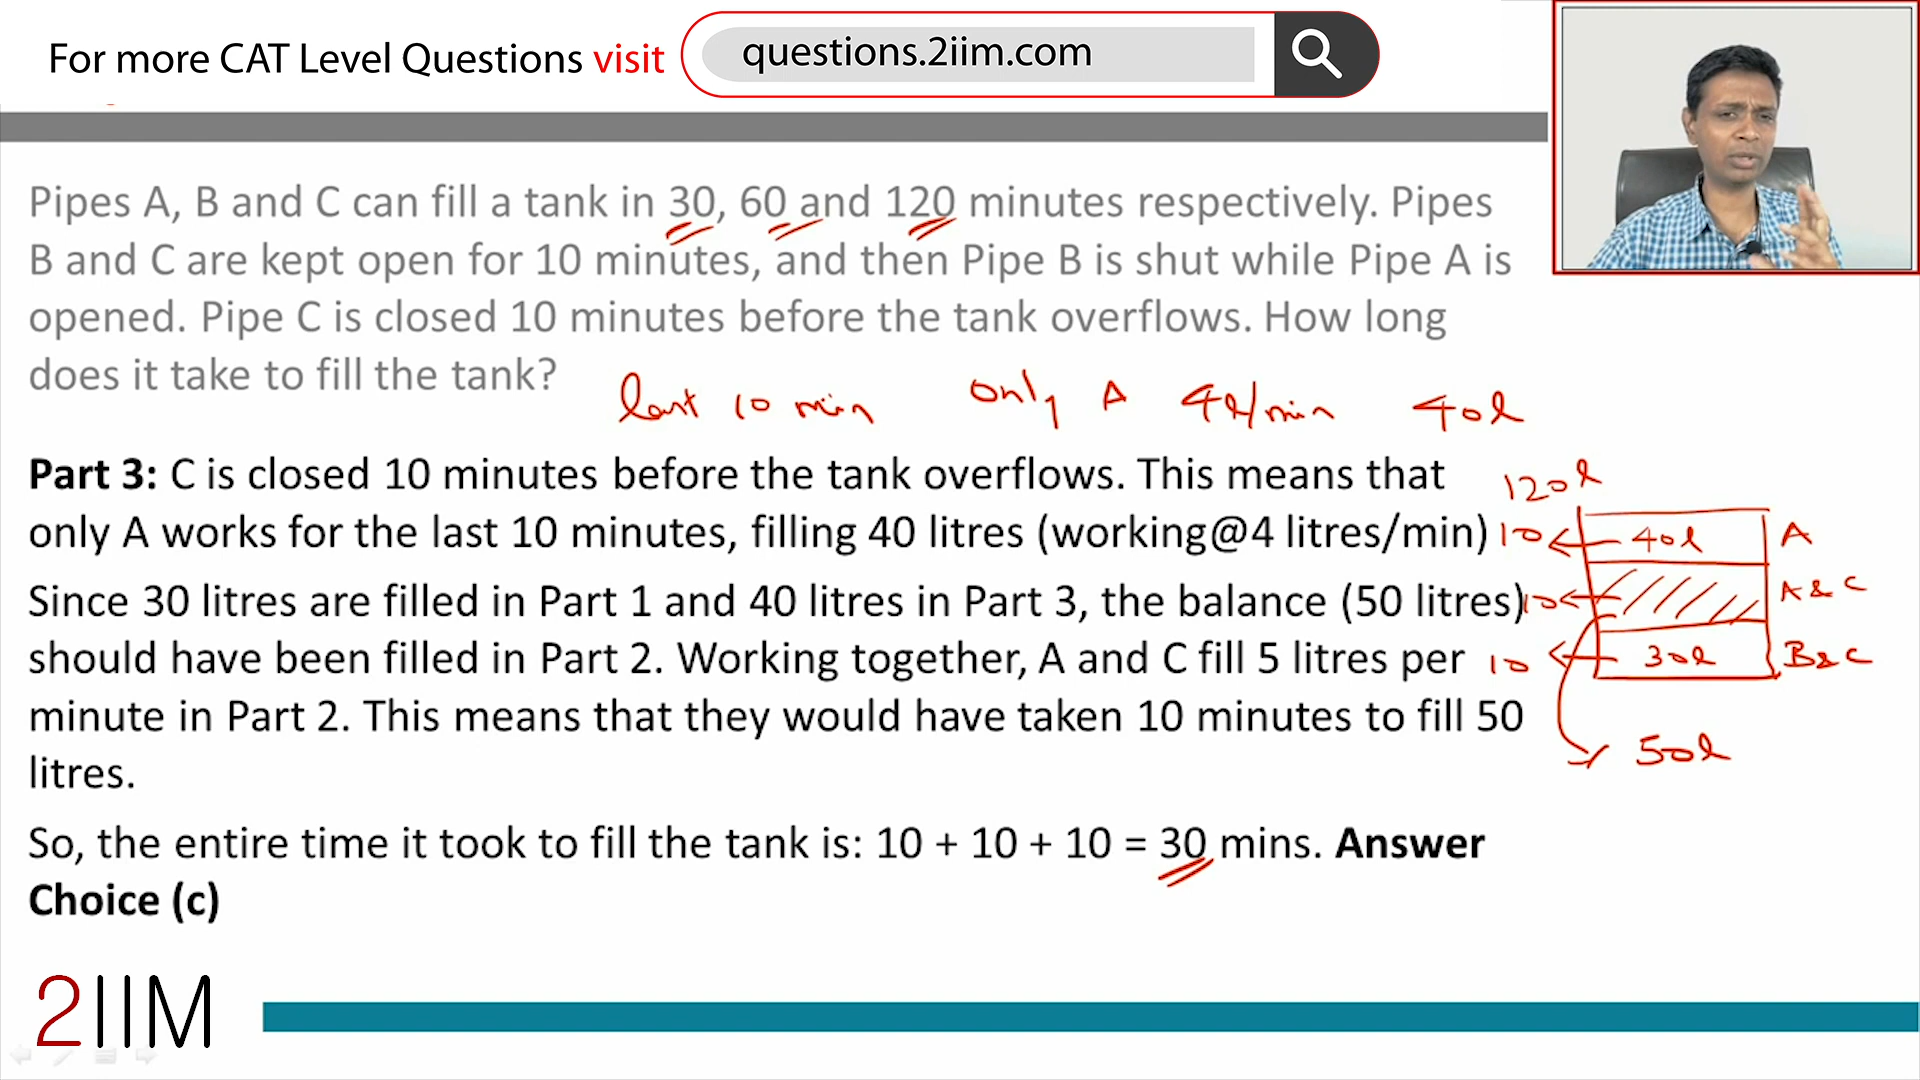 For more CAT Level Questions visit questions.2iim.com
Pipes A, B and C can fill a tank in 30, 60 and 120 minutes respectively. Pipes
B and C are kept open for 10 minutes, and then Pipe B is shut while Pipe A is
opened. Pipe C is closed 10 minutes before the tank overflows. How long
does it take to fill the tank?
last 10 min only A 4l/min 40l
Part 3: C is closed 10 minutes before the tank overflows. This means that
only A works for the last 10 minutes, filling 40 litres (working@4 litres/min)
Since 30 litres are filled in Part 1 and 40 litres in Part 3, the balance (50 litres)
should have been filled in Part 2. Working together, A and C fill 5 litres per
minute in Part 2. This means that they would have taken 10 minutes to fill 50
litres.
So, the entire time it took to fill the tank is: 10 + 10 + 10 = 30 mins. Answer
Choice (c)
120l
10 40l A
10 A & C
10 30l B & C
50l
2IIM